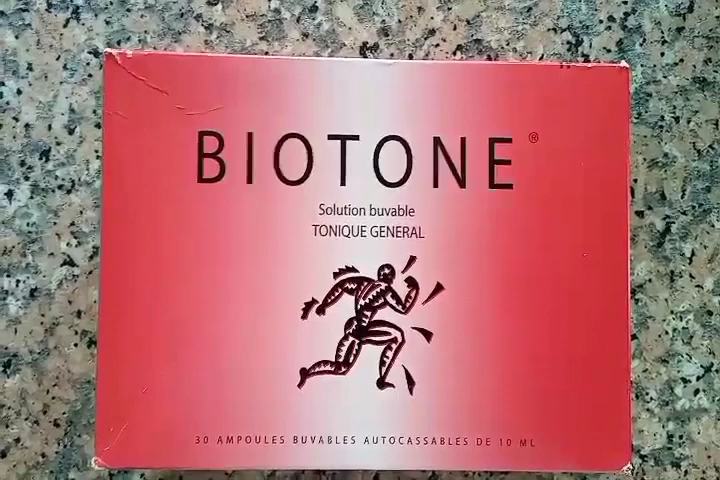 BIOTONE ®
Solution buvable
TONIQUE GENERAL
30 AMPOULES BUVABLES AUTOCASSABLES DE 10 ML